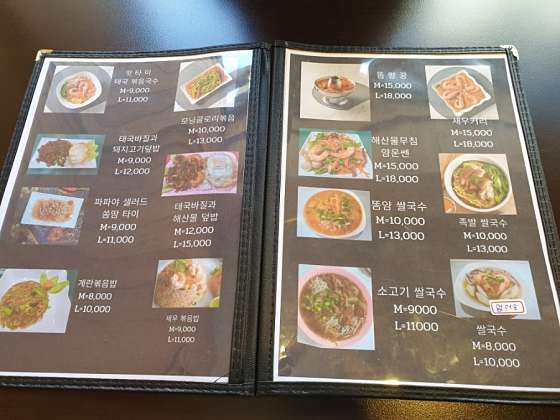 팟 타 이
태국 볶음국수
M=9,000
L=11,000
모닝글로리볶음
M=10,000
L=13,000
태국바질과
돼지고기덮밥
M=9,000
L=12,000
태국바질과
해산물 덮밥
M=12,000
L=15,000
파파야 샐러드
쏨땀 타이
M=9,000
L=11,000
계란볶음밥
M=8,000
L=10,000
새우 볶음밥
M=9,000
L=11,000
똠 얌 꿍
M=15,000
L=18,000
새우커리
M=15,000
L=18,000
해산물무침
얌운쎈
M=15,000
L=18,000
똠얌 쌀국수
M=10,000
L=13,000
족발 쌀국수
M=10,000
L=13,000
소고기 쌀국수
M=9000
L=11000
쌀국수
M=8,000
L=10,000